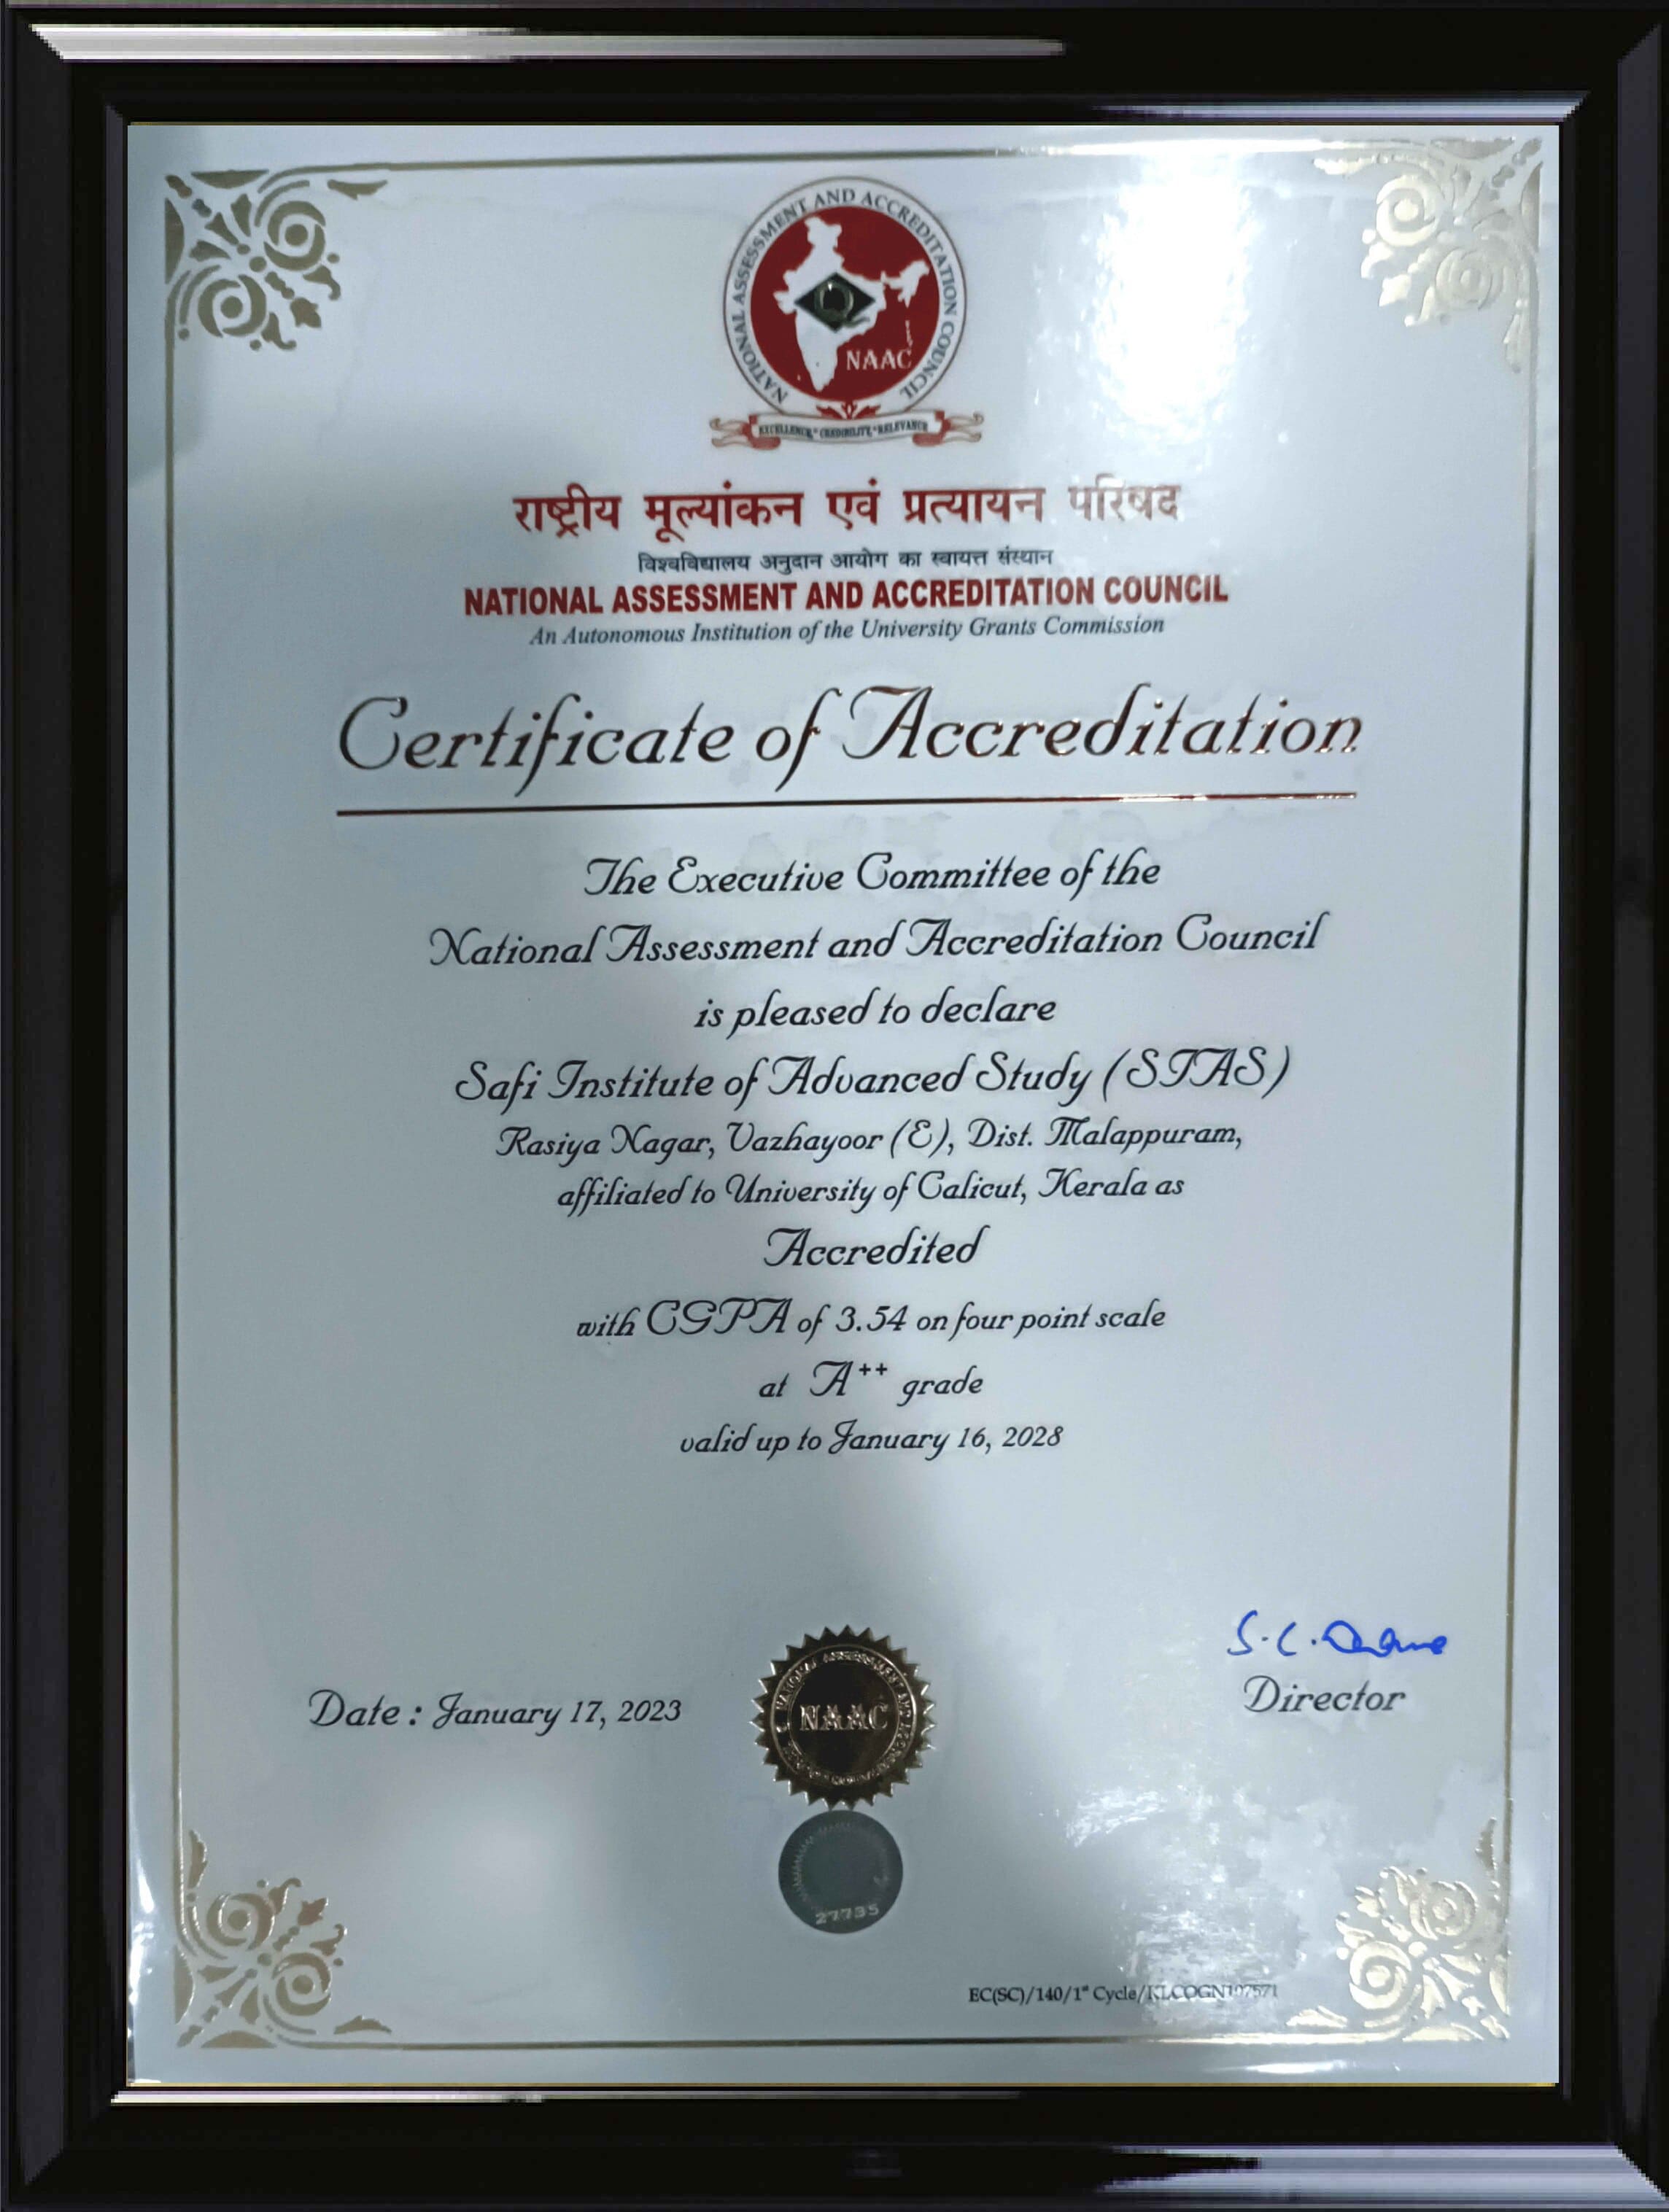 NATIONAL ASSESSMENT AND ACCREDITATION COUNCIL
NAAC
EXCELLENCE * CREDIBILITY * RELEVANCE
राष्ट्रीय मूल्यांकन एवं प्रत्यायन परिषद
विश्वविद्यालय अनुदान आयोग का स्वायत्त संस्थान
NATIONAL ASSESSMENT AND ACCREDITATION COUNCIL
An Autonomous Institution of the University Grants Commission
Certificate of Accreditation
The Executive Committee of the
National Assessment and Accreditation Council
is pleased to declare
Safi Institute of Advanced Study (SIAS)
Rasiya Nagar, Vazhayoor (E), Dist. Malappuram,
affiliated to University of Calicut, Kerala as
Accredited
with CGPA of 3.54 on four point scale
at A++ grade
valid up to January 16, 2028
S.C.
Director
Date : January 17, 2023
NATIONAL ASSESSMENT AND
NAAC
27735
EC(SC)/140/1st Cycle/KLCOGN107571